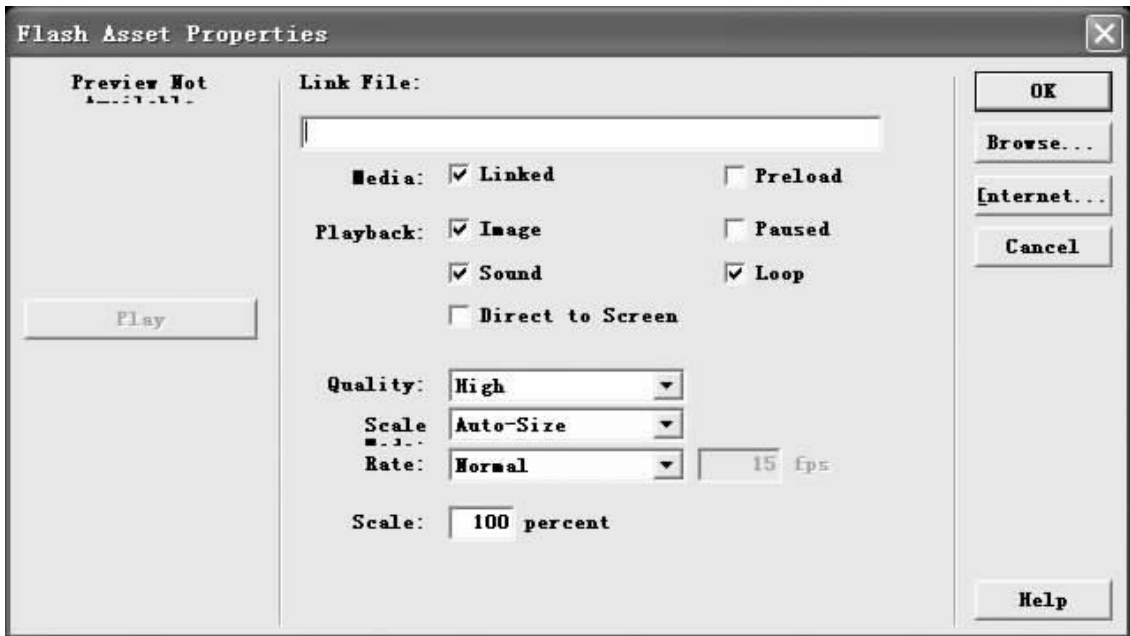 Flash Asset Properties
Preview Not
Link File:
OK
Browse...
Media: Linked Preload
Internet...
Playback: Image Paused
Cancel
Sound Loop
Direct to Screen
Play
Quality: High
Scale Auto-Size
Rate: Normal 15 fps
Scale: 100 percent
Help